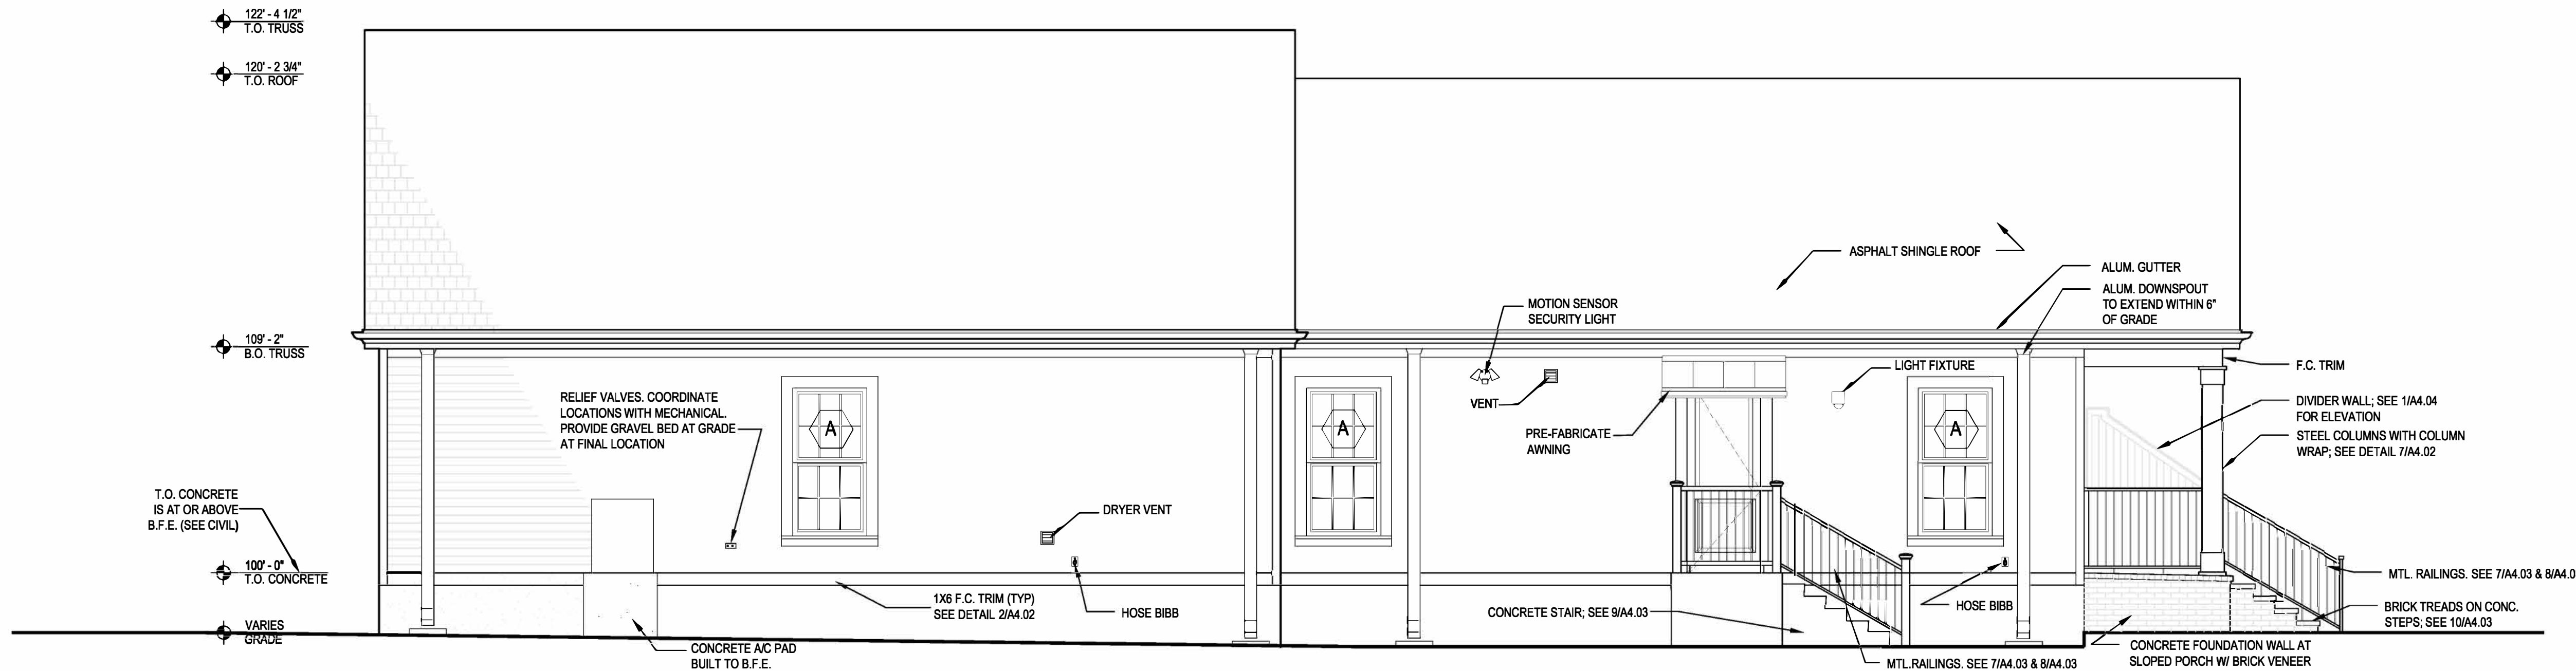 122' - 4 1/2"
T.O. TRUSS
120' - 2 3/4"
T.O. ROOF
109' - 2"
B.O. TRUSS
T.O. CONCRETE
IS AT OR ABOVE
B.F.E. (SEE CIVIL)
100' - 0"
T.O. CONCRETE
VARIES
GRADE
RELIEF VALVES. COORDINATE
LOCATIONS WITH MECHANICAL.
PROVIDE GRAVEL BED AT GRADE
AT FINAL LOCATION
A
DRYER VENT
1X6 F.C. TRIM (TYP)
SEE DETAIL 2/A4.02
HOSE BIBB
CONCRETE A/C PAD
BUILT TO B.F.E.
A
MOTION SENSOR
SECURITY LIGHT
VENT
PRE-FABRICATE
AWNING
ASPHALT SHINGLE ROOF
LIGHT FIXTURE
A
CONCRETE STAIR; SEE 9/A4.03
HOSE BIBB
MTL.RAILINGS. SEE 7/A4.03 & 8/A4.03
ALUM. GUTTER
ALUM. DOWNSPOUT
TO EXTEND WITHIN 6"
OF GRADE
F.C. TRIM
DIVIDER WALL; SEE 1/A4.04
FOR ELEVATION
STEEL COLUMNS WITH COLUMN
WRAP; SEE DETAIL 7/A4.02
MTL. RAILINGS. SEE 7/A4.03 & 8/A4.0
BRICK TREADS ON CONC.
STEPS; SEE 10/A4.03
CONCRETE FOUNDATION WALL AT
SLOPED PORCH W/ BRICK VENEER